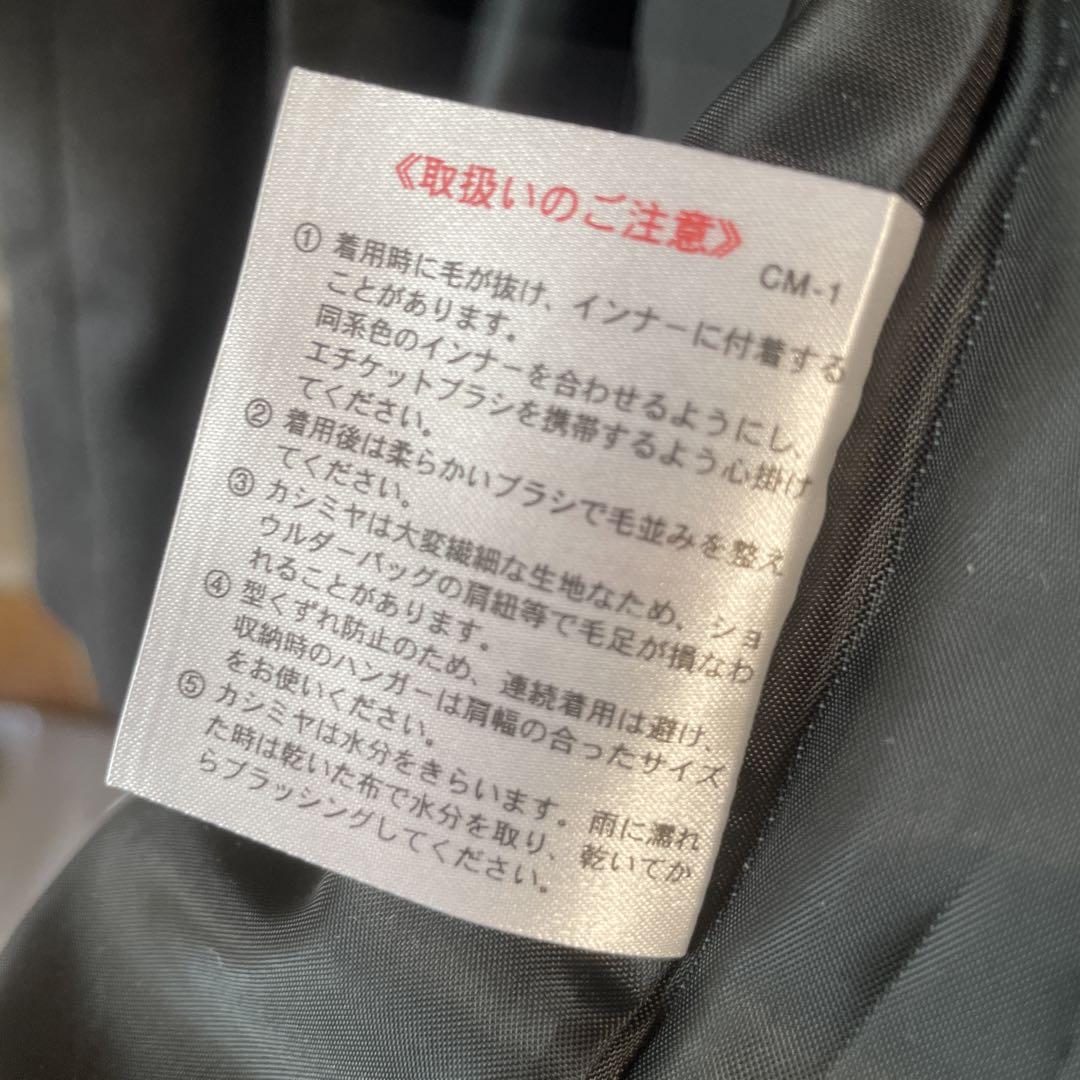 《取扱いのご注意》
CM-1
① 着用時に毛が抜け、インナーに付着する
ことがあります。
同系色のインナーを合わせるようにし、
エチケットブラシを携帯するよう心掛け
てください。
② 着用後は柔らかいブラシで毛並みを整え
てください。
③ カシミヤは大変繊細な生地なため、ショ
ウルダーバッグの肩紐等で毛足が損なわ
れることがあります。
④ 型くずれ防止のため、連続着用は避け、
収納時のハンガーは肩幅の合ったサイズ
をお使いください。
⑤ カシミヤは水分をきらいます。雨に濡れ
た時は乾いた布で水分を取り、乾いてか
らブラッシングしてください。